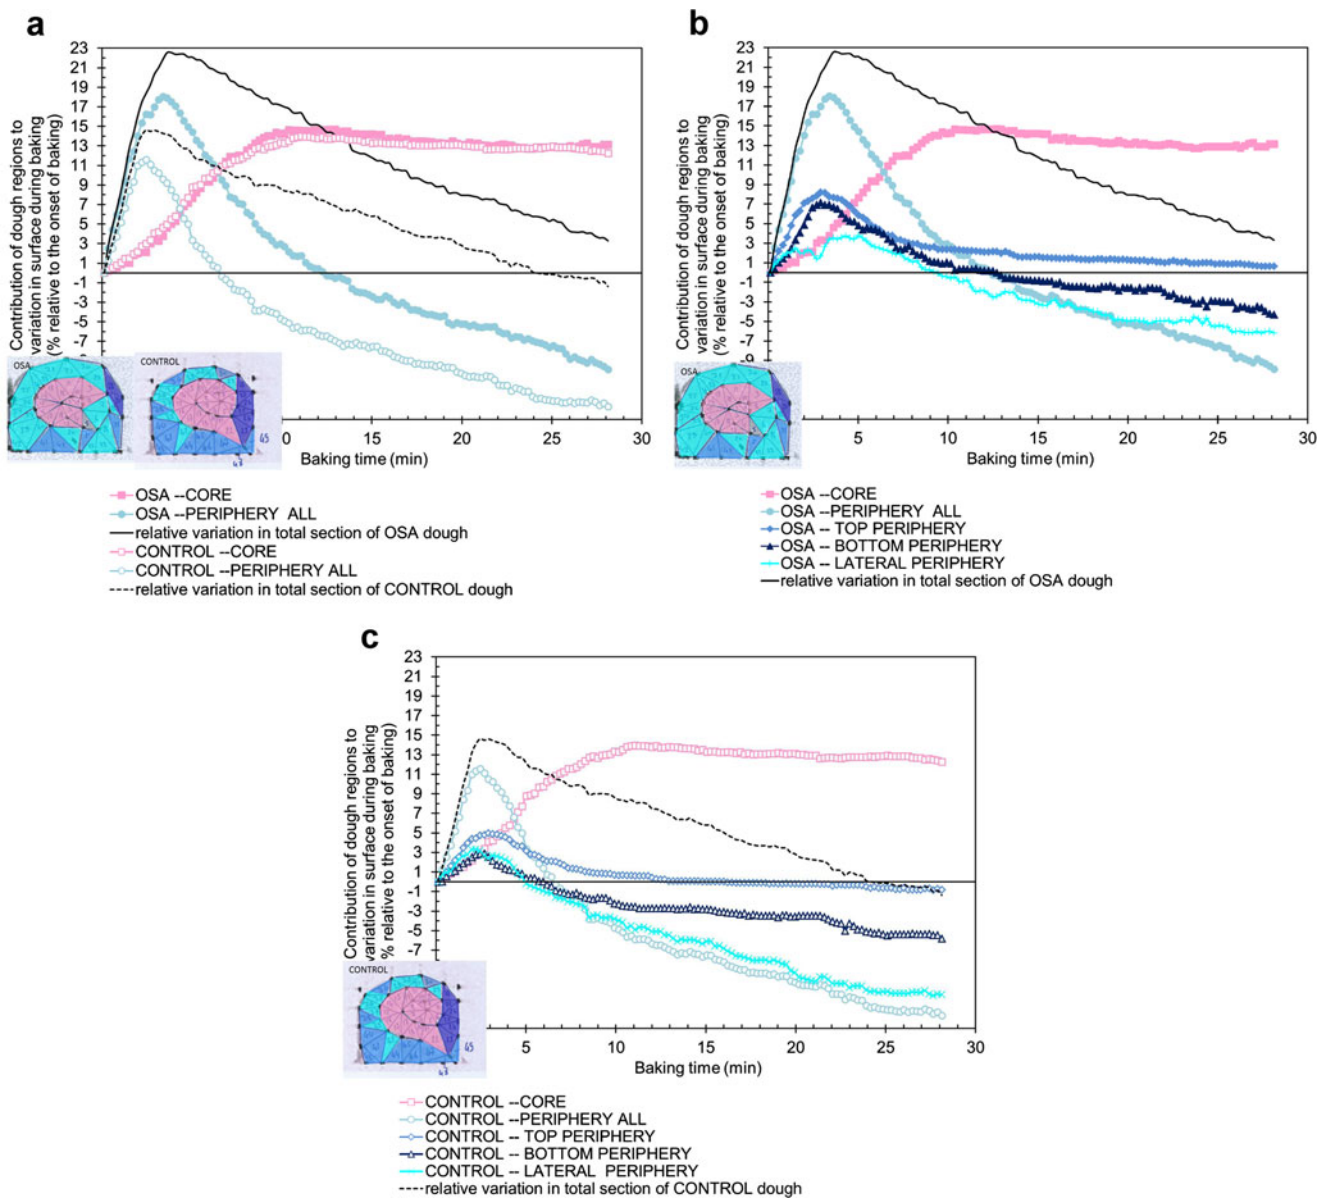 a
Contribution of dough regions to
variation in surface during baking
(% relative to the onset of baking)
23
21
19
17
15
13
11
9
7
5
3
1
-1
-3
-5
-7
-9
OSA
CONTROL
45
47
10
15
20
25
30
Baking time (min)
OSA --CORE
OSA --PERIPHERY ALL
relative variation in total section of OSA dough
CONTROL --CORE
CONTROL --PERIPHERY ALL
relative variation in total section of CONTROL dough
b
Contribution of dough regions to
variation in surface during baking
(% relative to the onset of baking)
23
21
19
17
15
13
11
9
7
5
3
1
-1
-3
-5
-7
-9
OSA
5
10
15
20
25
30
Baking time (min)
OSA --CORE
OSA --PERIPHERY ALL
OSA -- TOP PERIPHERY
OSA -- BOTTOM PERIPHERY
OSA -- LATERAL PERIPHERY
relative variation in total section of OSA dough
c
Contribution of dough regions to
variation in surface during baking
% relative to the onset of baking)
23
21
19
17
15
13
11
9
7
5
3
1
-1
-3
-5
-7
CONTROL
45
47
5
10
15
20
25
30
Baking time (min)
CONTROL --CORE
CONTROL --PERIPHERY ALL
CONTROL -- TOP PERIPHERY
CONTROL -- BOTTOM PERIPHERY
CONTROL -- LATERAL PERIPHERY
relative variation in total section of CONTROL dough